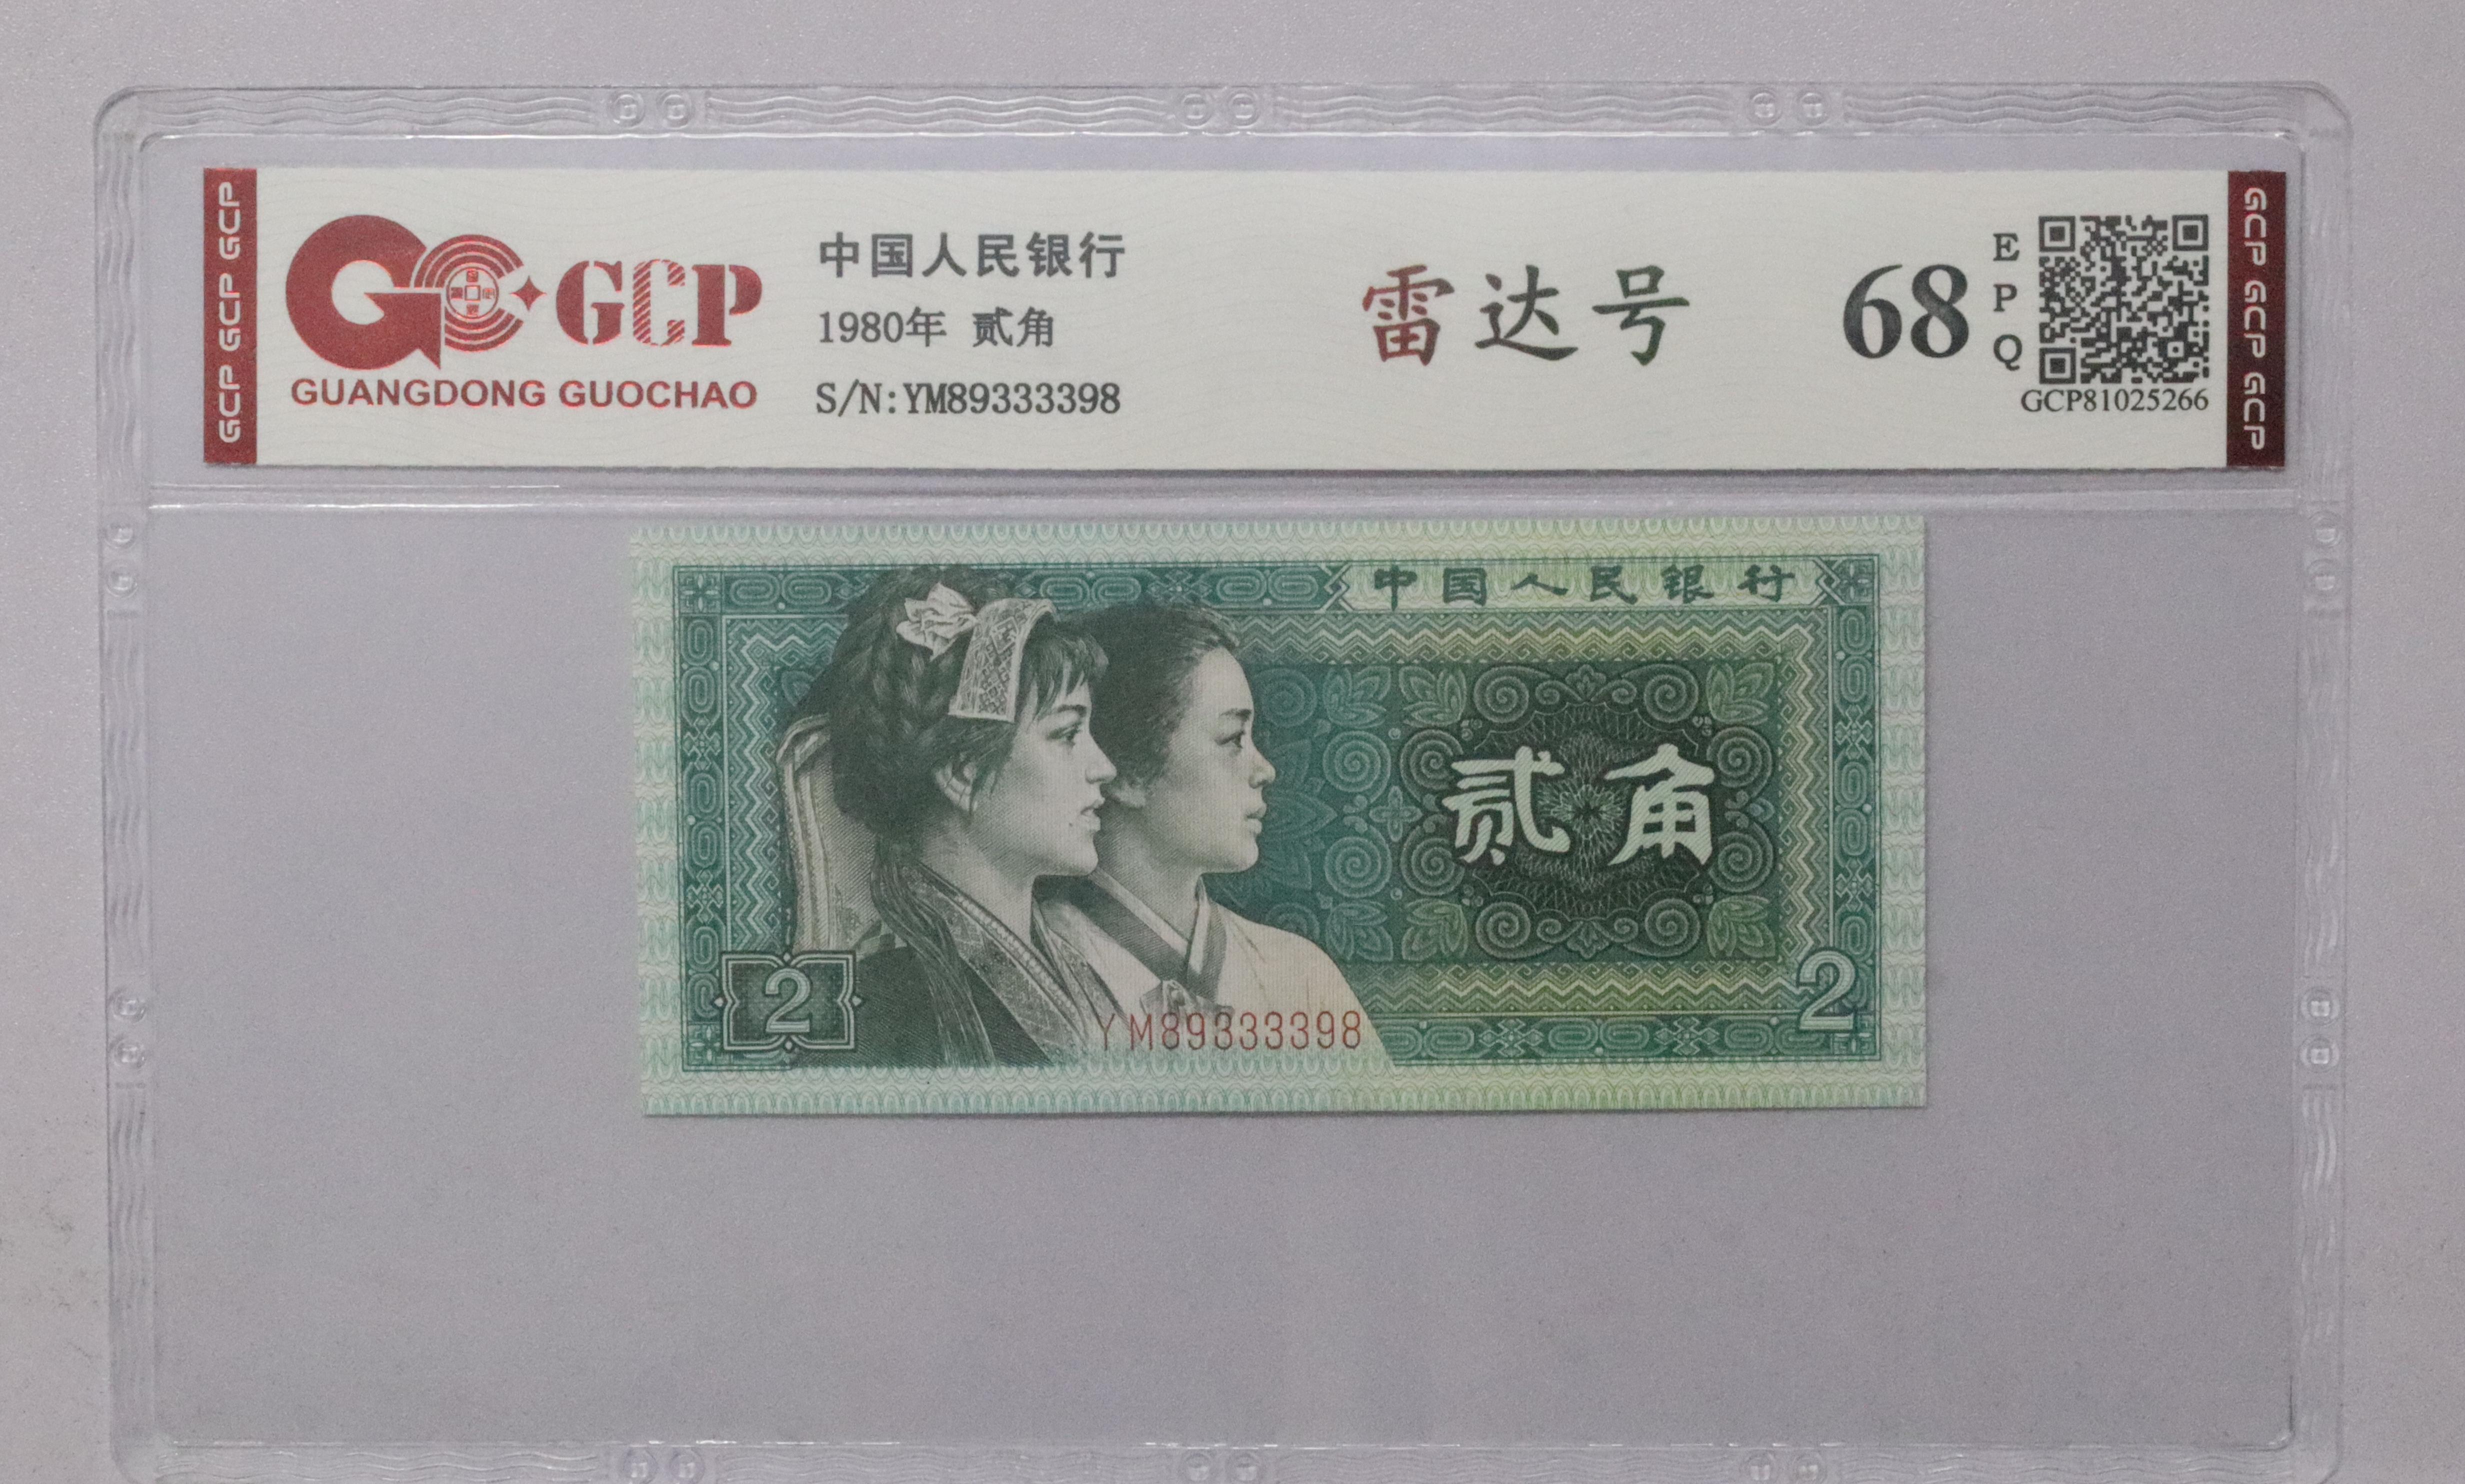 GCP GCP GCP
GCP
GUANGDONG GUOCHAO
中国人民银行
1980年 贰角
S/N:YM89333398
雷达号
68
EPQ
GCP81025266
GCP GCP GCP
中国人民银行
贰角
2
2
YM89333398